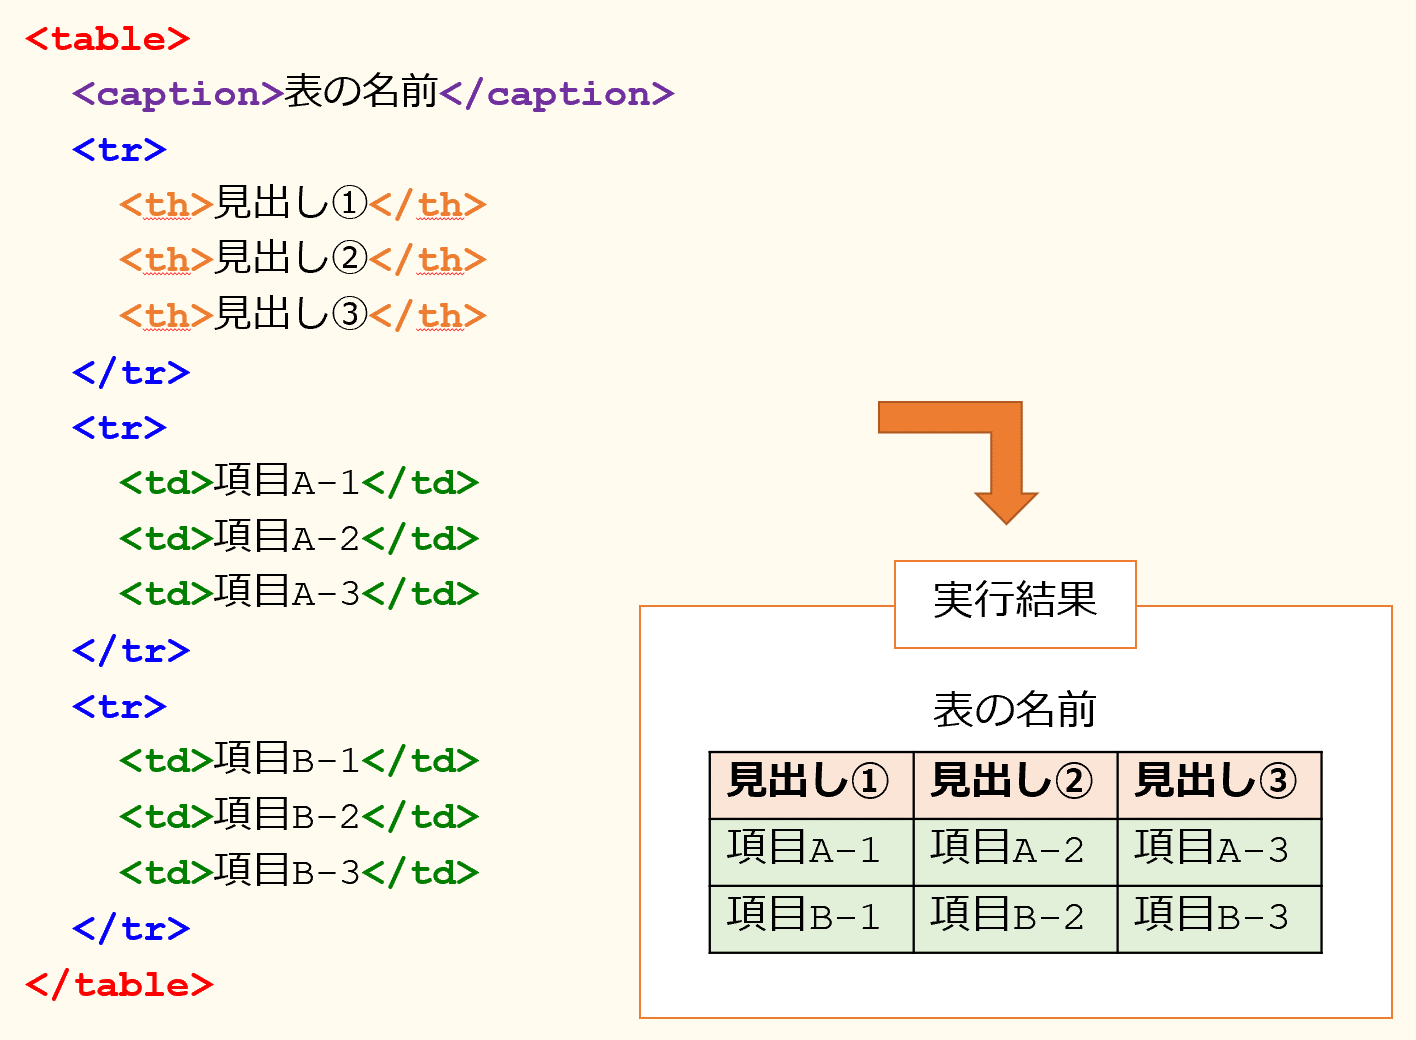 <table>
<caption>表の名前</caption>
<tr>
<th>見出し①</th>
<th>見出し②</th>
<th>見出し③</th>
</tr>
<tr>
<td>項目A-1</td>
<td>項目A-2</td>
<td>項目A-3</td>
</tr>
<tr>
<td>項目B-1</td>
<td>項目B-2</td>
<td>項目B-3</td>
</tr>
</table>
実行結果
表の名前
見出し① 見出し② 見出し③
項目A-1 項目A-2 項目A-3
項目B-1 項目B-2 項目B-3